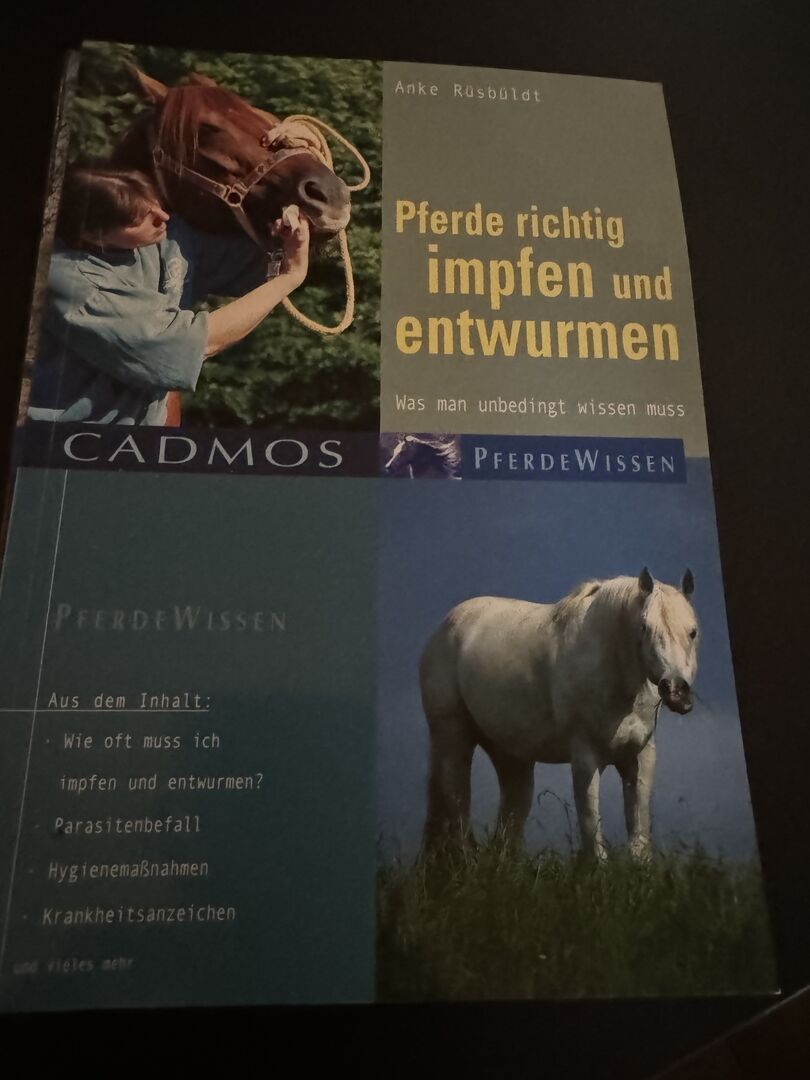 Anke Rüsbüldt
Pferde richtig
impfen und
entwurmen
Was man unbedingt wissen muss
CADMOS
PFERDEWISSEN
PFERDEWISSEN
Aus dem Inhalt:
· Wie oft muss ich
impfen und entwurmen?
· Parasitenbefall
· Hygienemaßnahmen
· Krankheitsanzeichen
und vieles mehr